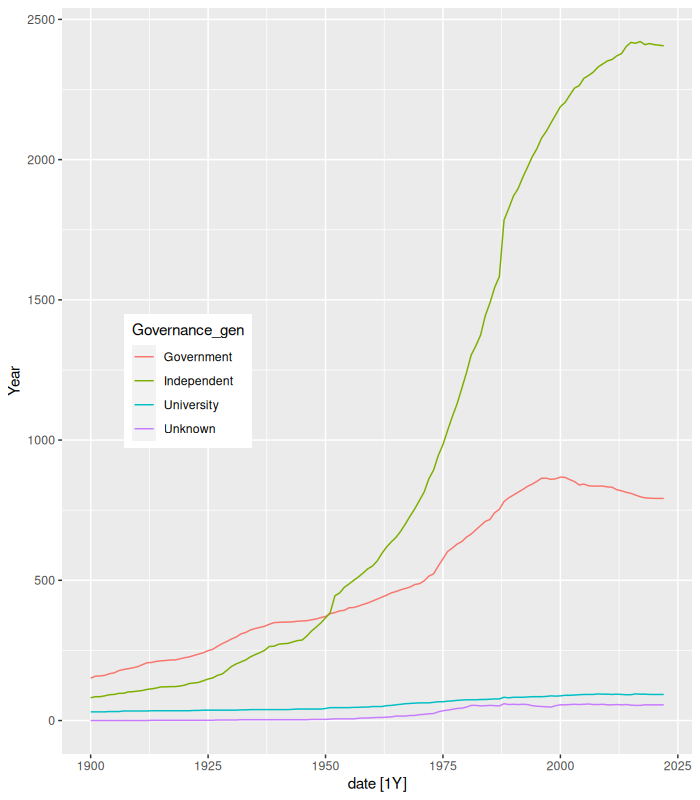 2500
2000
1500
1000
500
0
Year
Governance_gen
Government
Independent
University
Unknown
1900 1925 1950 1975 2000 2025
date [1Y]